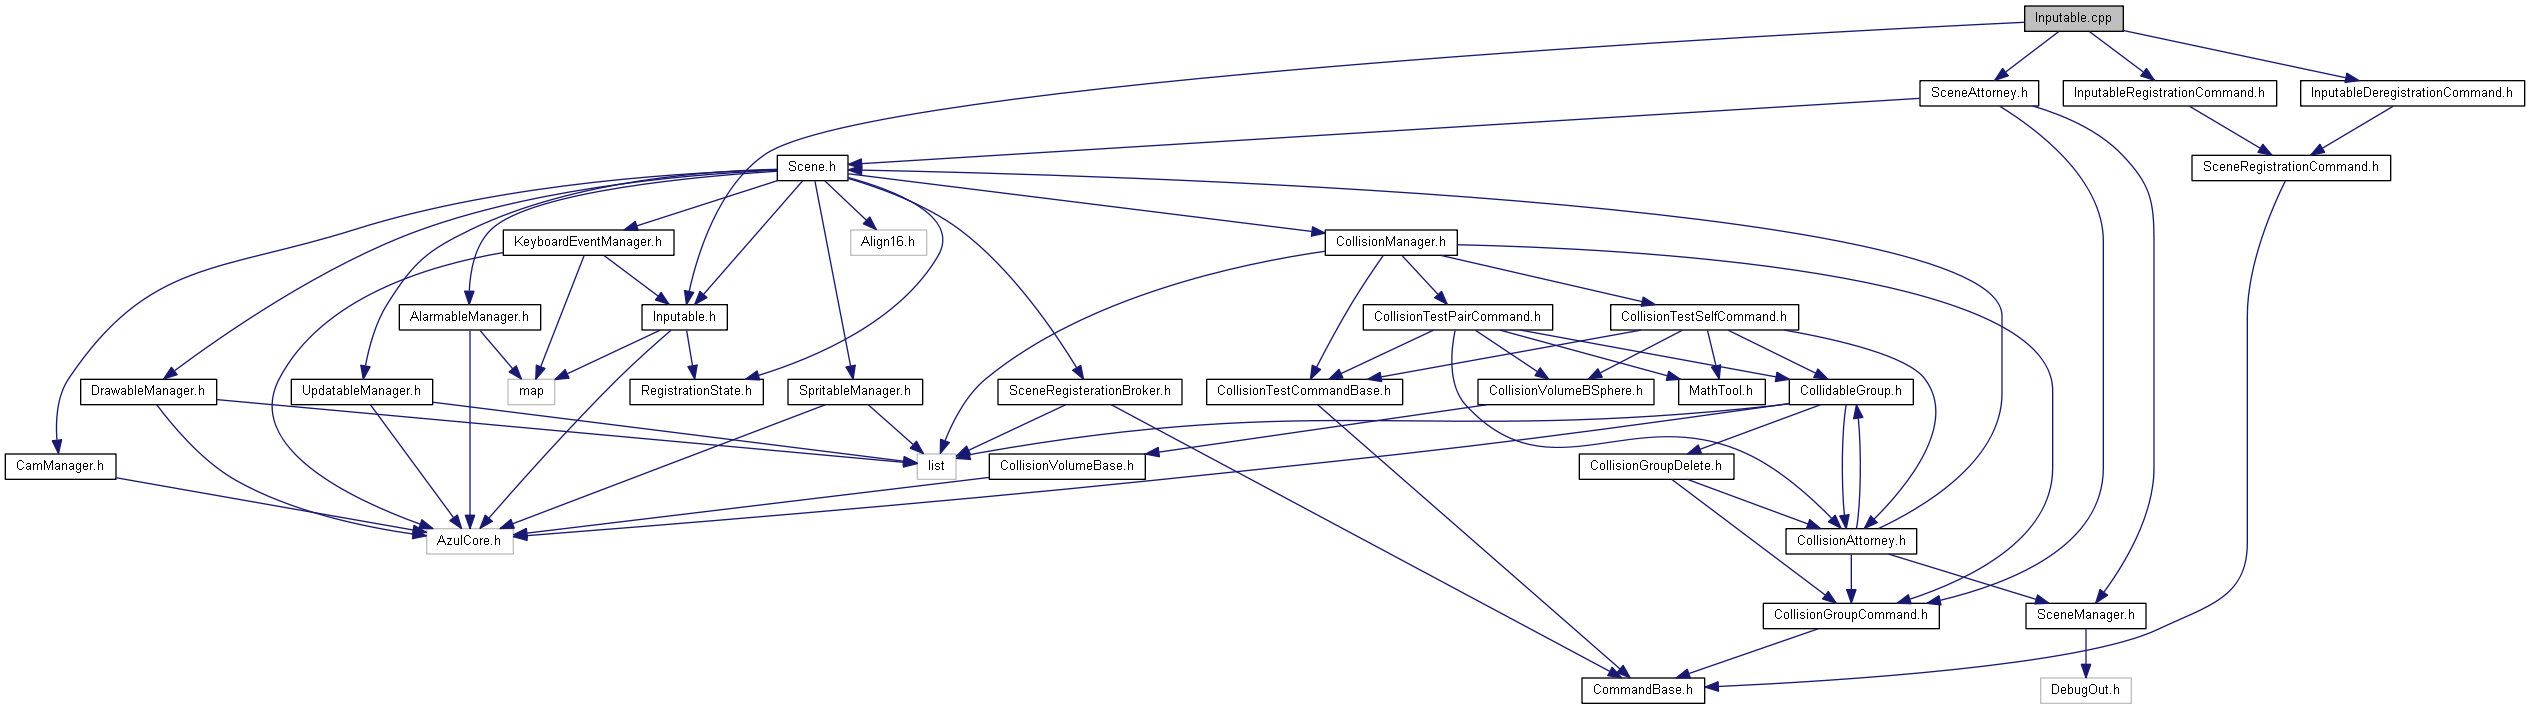 Inputable.cpp
SceneAttorney.h
InputableRegistrationCommand.h
InputableDeregistrationCommand.h
Scene.h
SceneRegistrationCommand.h
KeyboardEventManager.h
Align16.h
CollisionManager.h
AlarmableManager.h
Inputable.h
CollisionTestPairCommand.h
CollisionTestSelfCommand.h
DrawableManager.h
UpdatableManager.h
map
RegistrationState.h
SpritableManager.h
SceneRegisterationBroker.h
CollisionTestCommandBase.h
CollisionVolumeBSphere.h
MathTool.h
CollidableGroup.h
CamManager.h
list
CollisionVolumeBase.h
CollisionGroupDelete.h
AzulCore.h
CollisionAttorney.h
CollisionGroupCommand.h
SceneManager.h
CommandBase.h
DebugOut.h